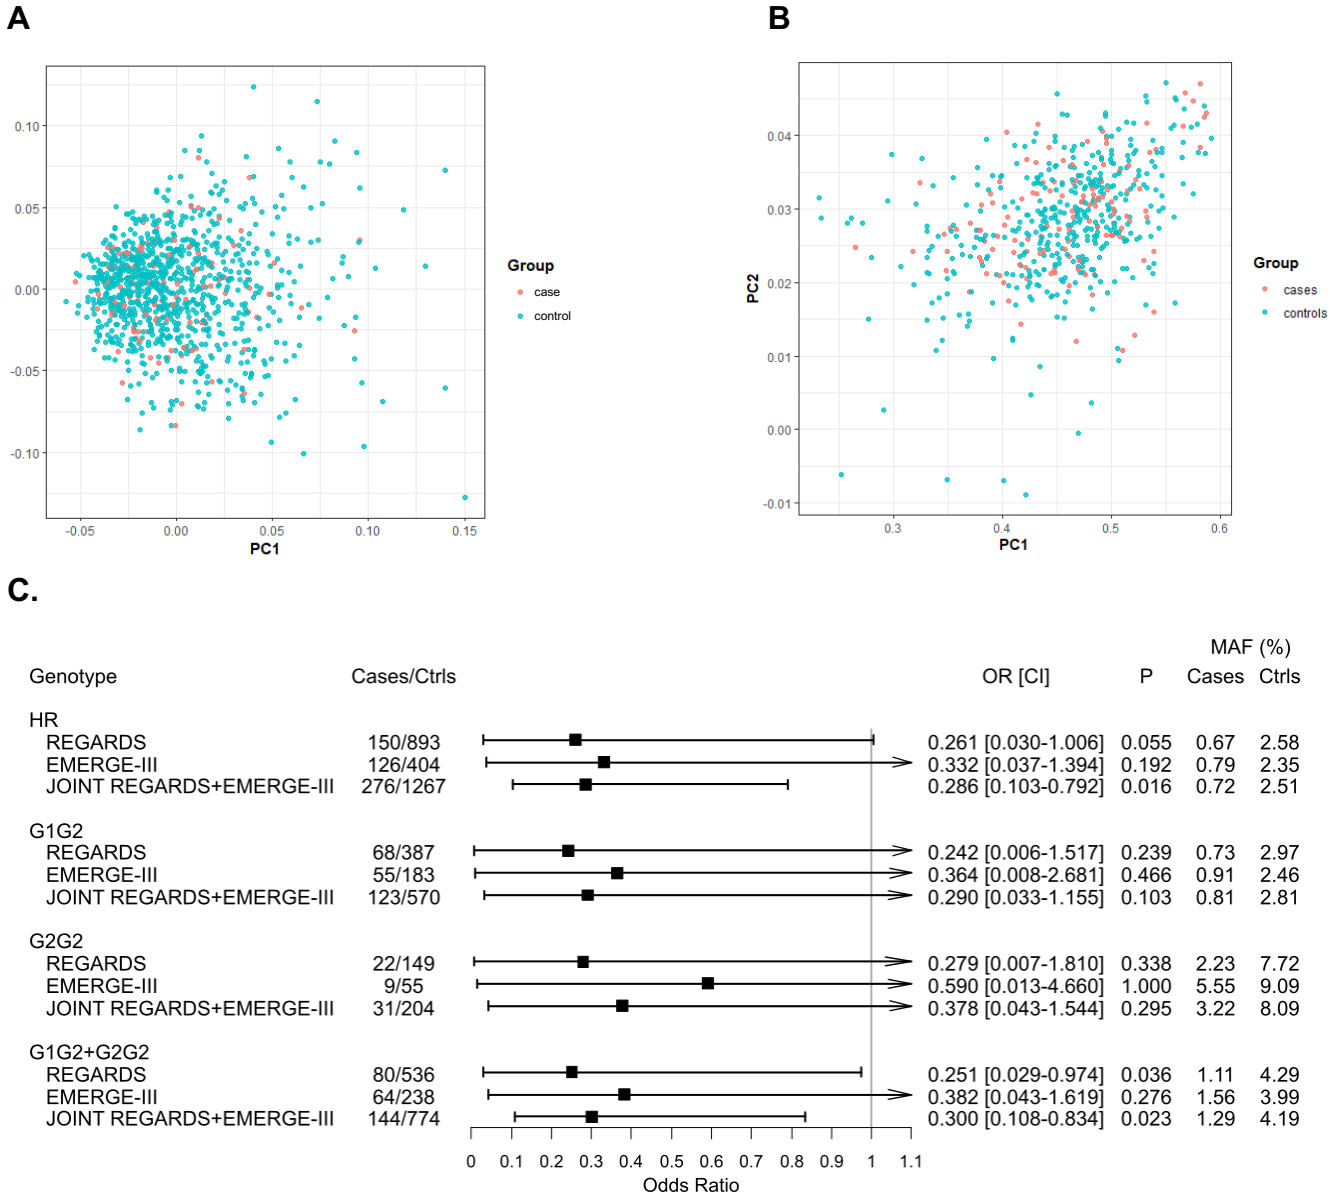 A
B
0.10
0.05
0.00
-0.05
-0.10
-0.05
0.00
0.05
0.10
0.15
PC1
Group
case
control
0.04
0.03
0.02
0.01
0.00
-0.01
PC2
0.3
0.4
0.5
0.6
PC1
Group
cases
controls
C.
MAF (%)
Genotype Cases/Ctrls OR [CI] P Cases Ctrls
HR
REGARDS 150/893 0.261 [0.030-1.006] 0.055 0.67 2.58
EMERGE-III 126/404 0.332 [0.037-1.394] 0.192 0.79 2.35
JOINT REGARDS+EMERGE-III 276/1267 0.286 [0.103-0.792] 0.016 0.72 2.51
G1G2
REGARDS 68/387 0.242 [0.006-1.517] 0.239 0.73 2.97
EMERGE-III 55/183 0.364 [0.008-2.681] 0.466 0.91 2.46
JOINT REGARDS+EMERGE-III 123/570 0.290 [0.033-1.155] 0.103 0.81 2.81
G2G2
REGARDS 22/149 0.279 [0.007-1.810] 0.338 2.23 7.72
EMERGE-III 9/55 0.590 [0.013-4.660] 1.000 5.55 9.09
JOINT REGARDS+EMERGE-III 31/204 0.378 [0.043-1.544] 0.295 3.22 8.09
G1G2+G2G2
REGARDS 80/536 0.251 [0.029-0.974] 0.036 1.11 4.29
EMERGE-III 64/238 0.382 [0.043-1.619] 0.276 1.56 3.99
JOINT REGARDS+EMERGE-III 144/774 0.300 [0.108-0.834] 0.023 1.29 4.19
0 0.1 0.2 0.3 0.4 0.5 0.6 0.7 0.8 0.9 1 1.1
Odds Ratio